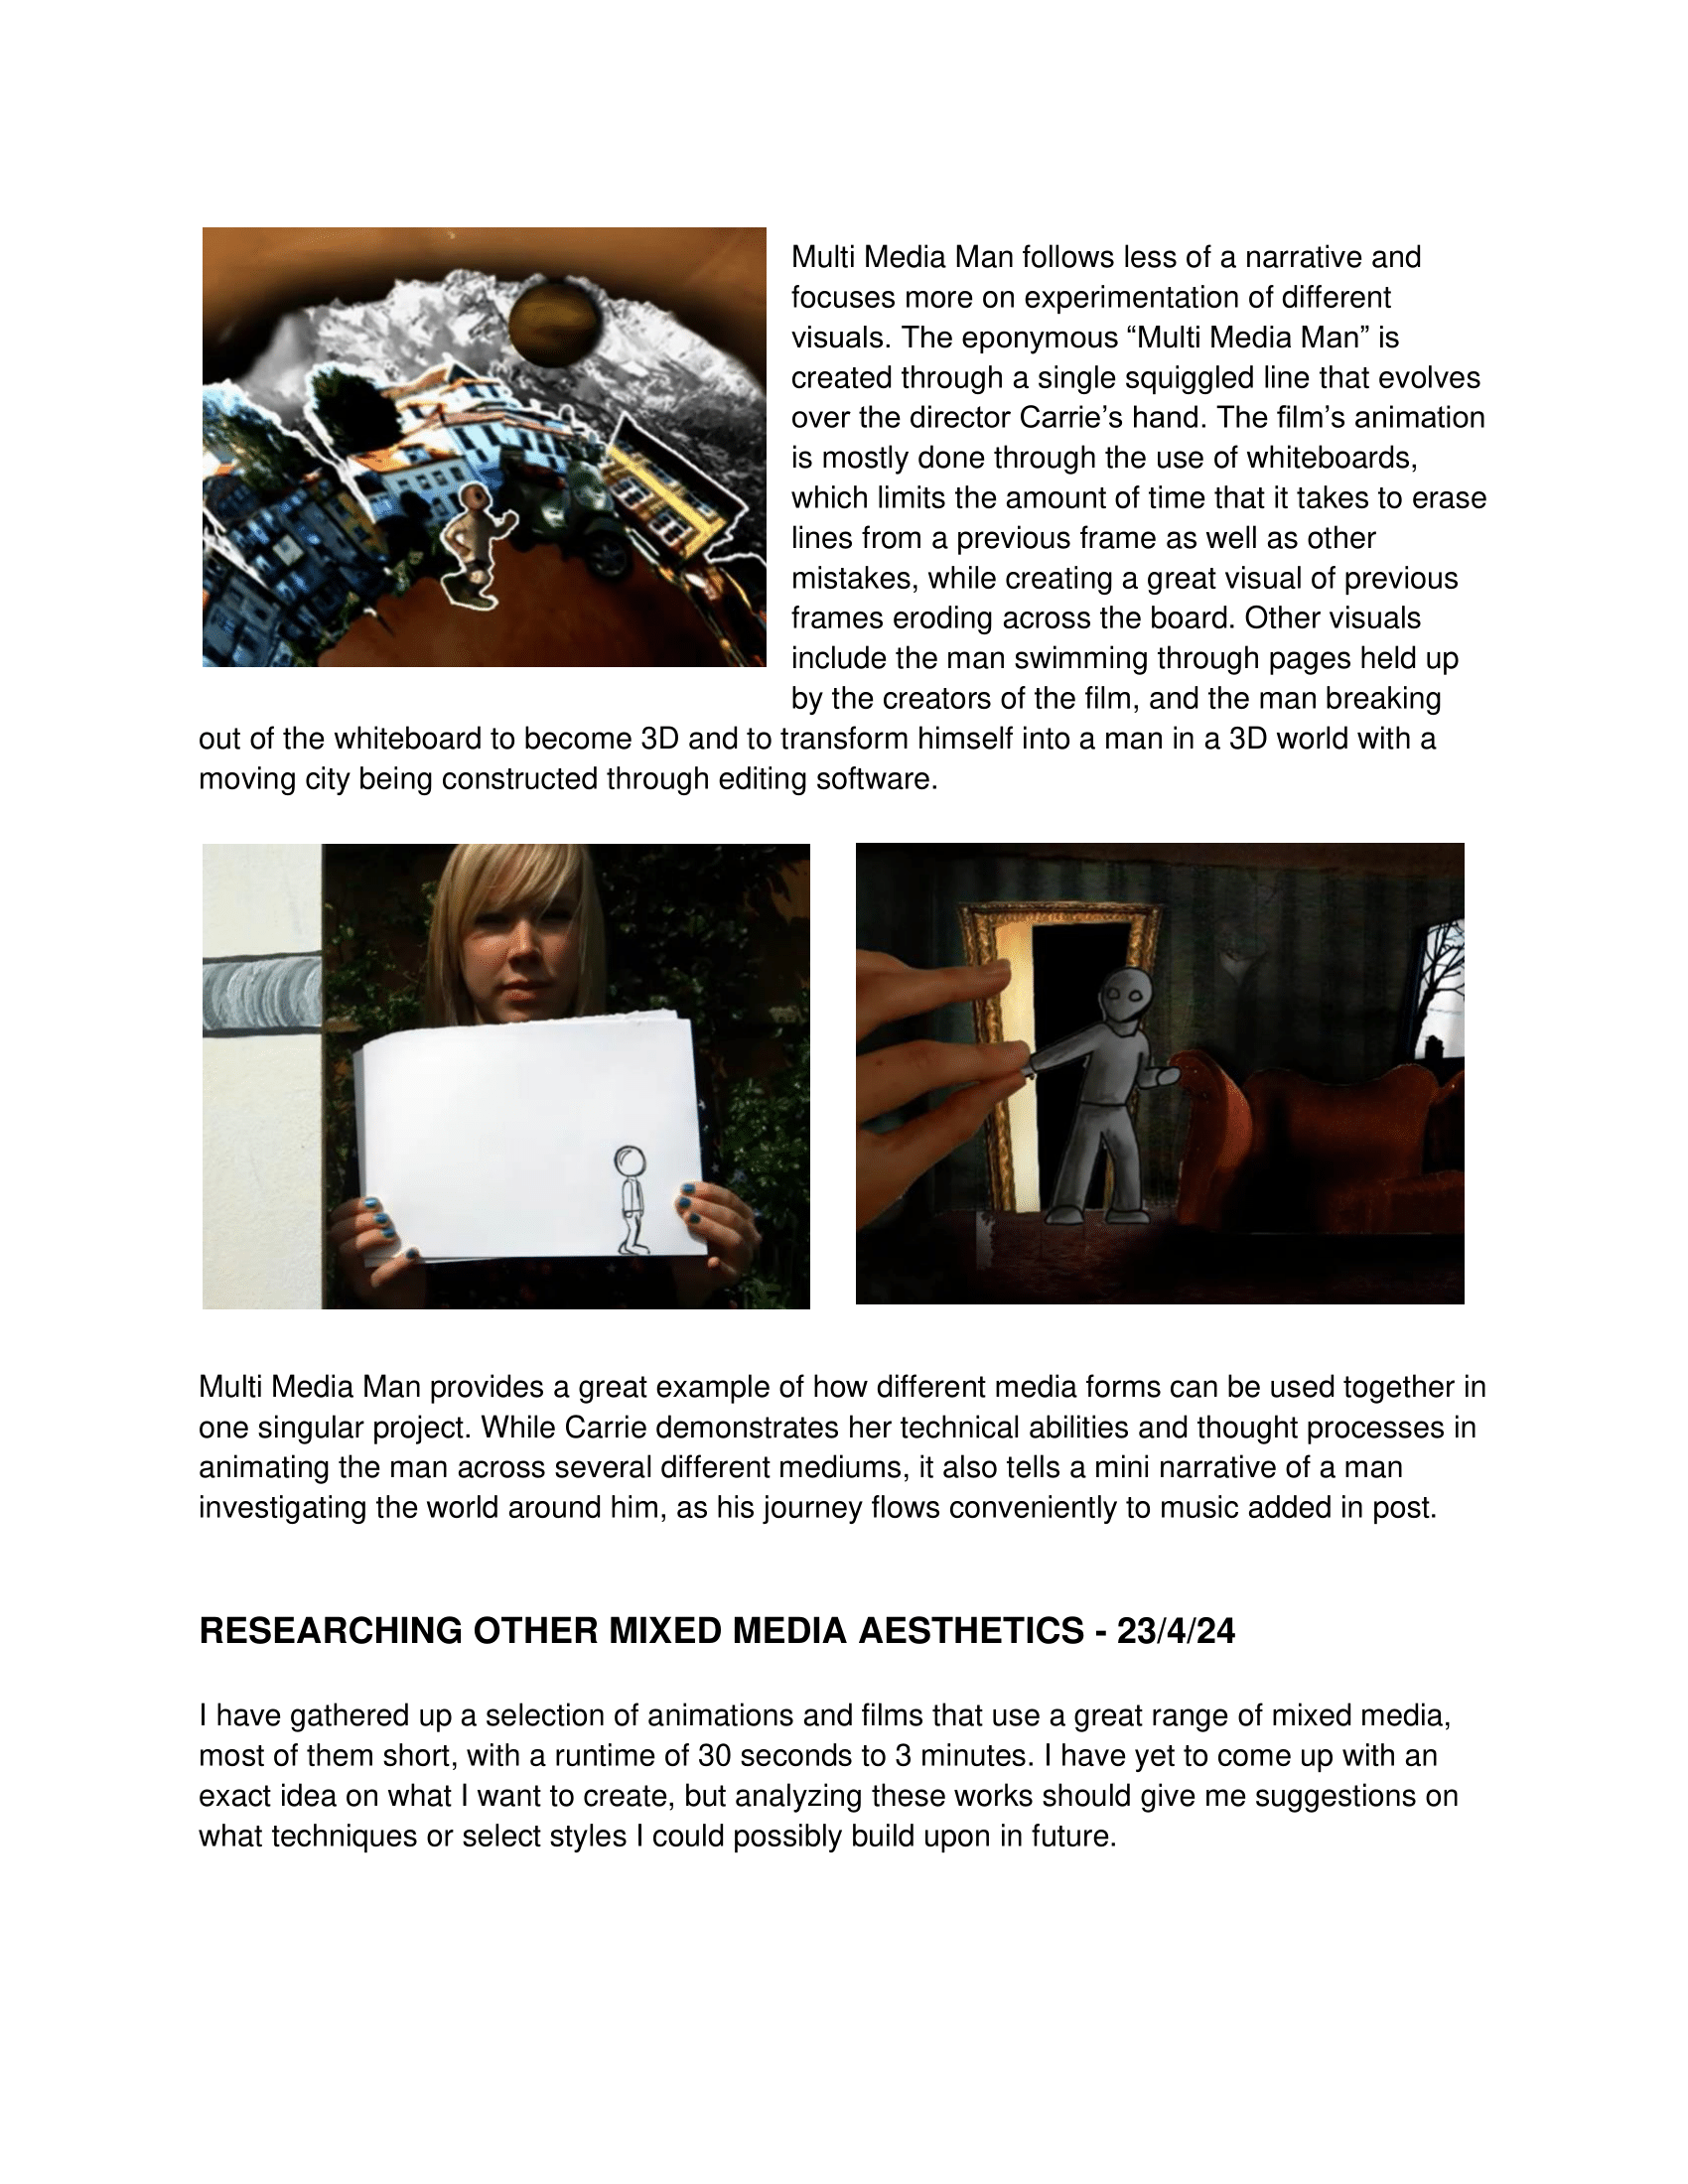 Multi Media Man follows less of a narrative and
focuses more on experimentation of different
visuals. The eponymous “Multi Media Man” is
created through a single squiggled line that evolves
over the director Carrie’s hand. The film’s animation
is mostly done through the use of whiteboards,
which limits the amount of time that it takes to erase
lines from a previous frame as well as other
mistakes, while creating a great visual of previous
frames eroding across the board. Other visuals
include the man swimming through pages held up
by the creators of the film, and the man breaking
out of the whiteboard to become 3D and to transform himself into a man in a 3D world with a
moving city being constructed through editing software.
Multi Media Man provides a great example of how different media forms can be used together in
one singular project. While Carrie demonstrates her technical abilities and thought processes in
animating the man across several different mediums, it also tells a mini narrative of a man
investigating the world around him, as his journey flows conveniently to music added in post.
RESEARCHING OTHER MIXED MEDIA AESTHETICS - 23/4/24
I have gathered up a selection of animations and films that use a great range of mixed media,
most of them short, with a runtime of 30 seconds to 3 minutes. I have yet to come up with an
exact idea on what I want to create, but analyzing these works should give me suggestions on
what techniques or select styles I could possibly build upon in future.